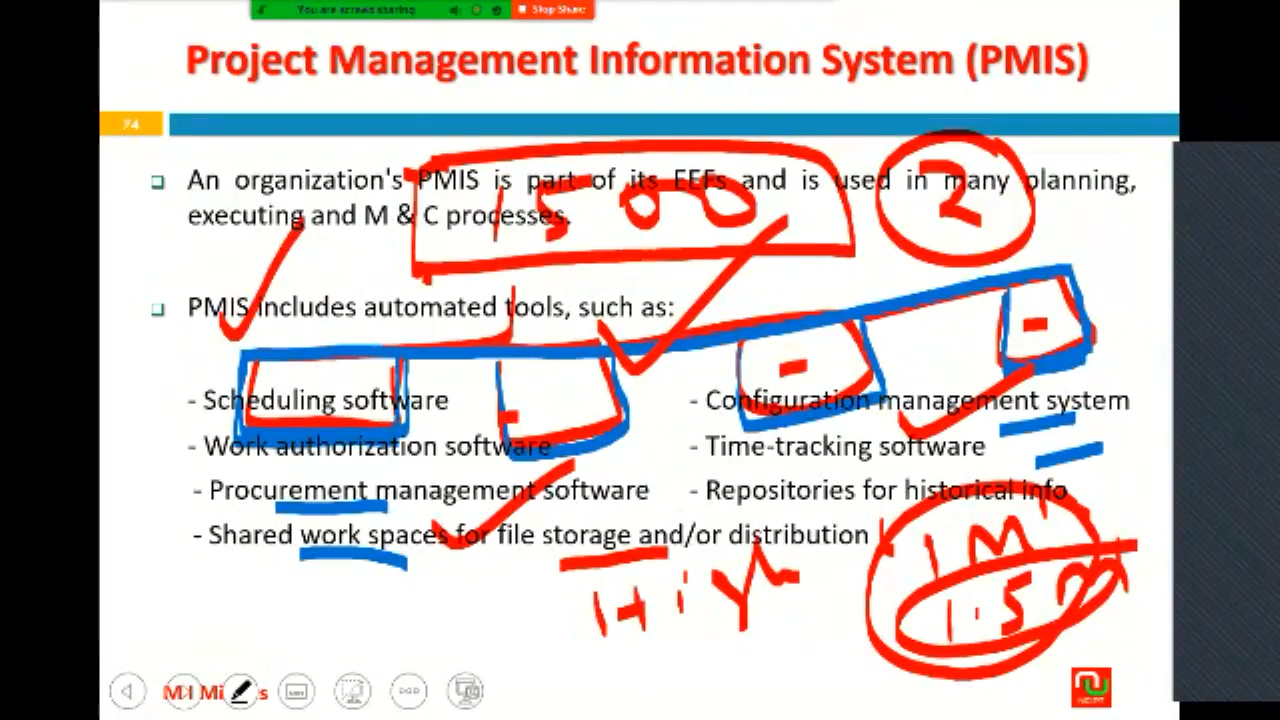 You are screen sharing Stop Share
Project Management Information System (PMIS)
74
1500
2
An organization's PMIS is part of its EEFs and is used in many planning,
executing and M & C processes.
PMIS includes automated tools, such as:
- Scheduling software
- Configuration management system
- Work authorization software
- Time-tracking software
- Procurement management software
- Repositories for historical info
- Shared work spaces for file storage and/or distribution
High
1M